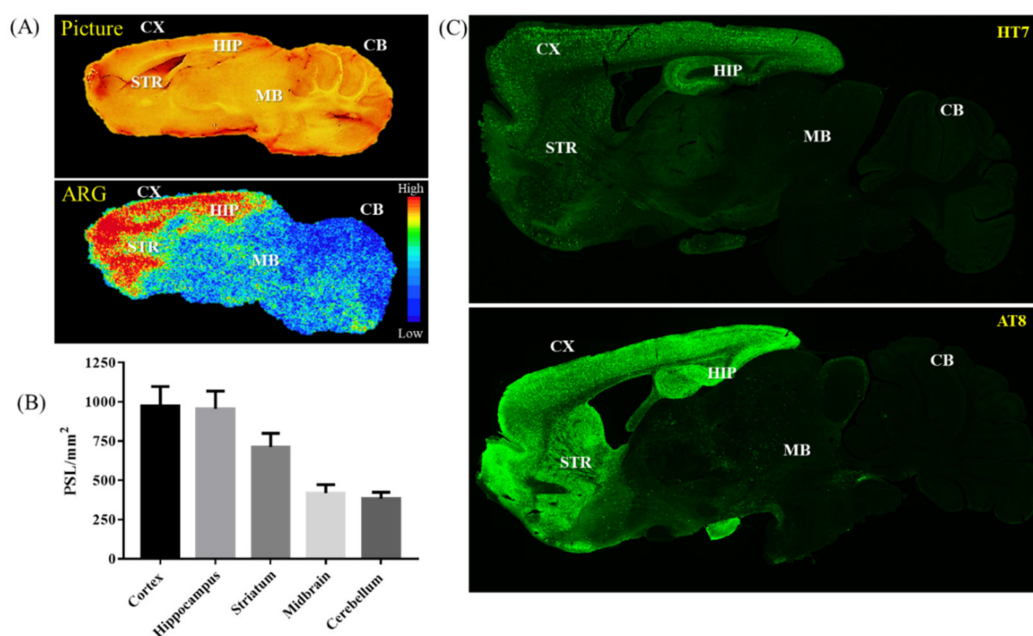 (A)
Picture
CX
HIP
CB
STR
MB
ARG
CX
High
HIP
CB
STR
MB
Low
(B)
PSL/mm²
1250
1000
750
500
250
0
Cortex
Hippocampus
Striatum
Midbrain
Cerebellum
(C)
HT7
CX
HIP
CB
MB
STR
AT8
CX
CB
HIP
MB
STR